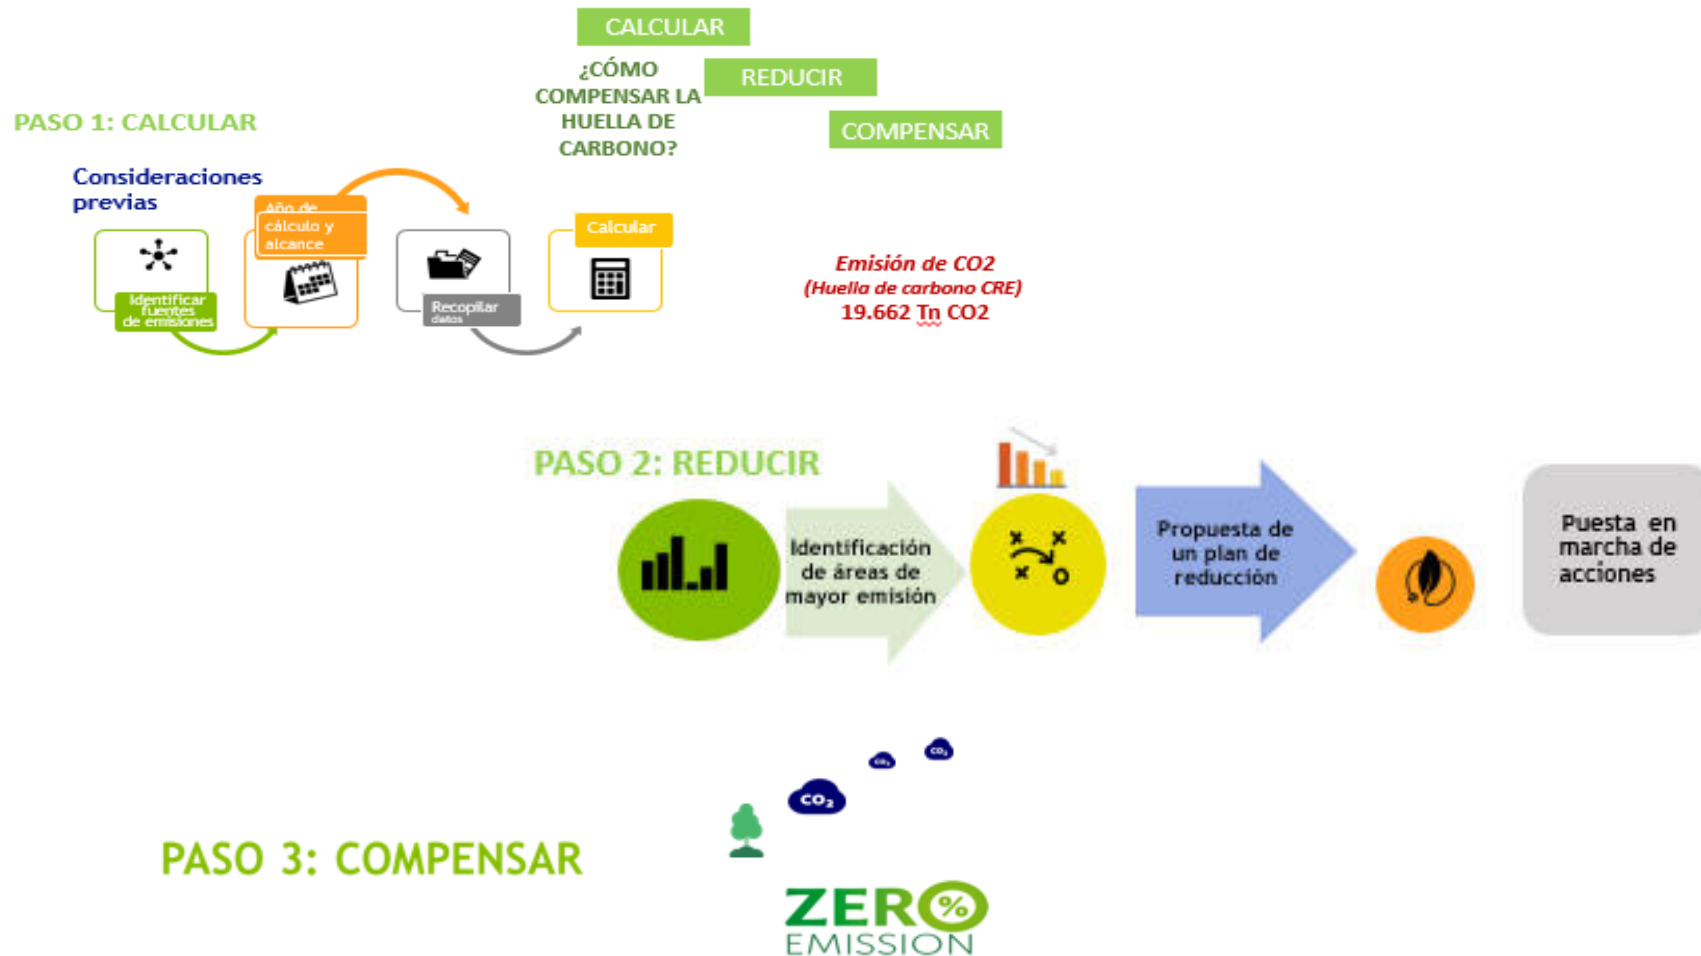 CALCULAR
¿CÓMO
COMPENSAR LA
HUELLA DE
CARBONO?
REDUCIR
COMPENSAR
PASO 1: CALCULAR
Consideraciones
previas
Identificar
fuentes
de emisiones
Año de
cálculo y
alcance
Recopilar
datos
Calcular
Emisión de CO2
(Huella de carbono CRE)
19.662 Tn CO2
PASO 2: REDUCIR
Identificación
de áreas de
mayor emisión
Propuesta de
un plan de
reducción
Puesta en
marcha de
acciones
CO₂
CO₂
CO₂
PASO 3: COMPENSAR
ZERO %
EMISSION